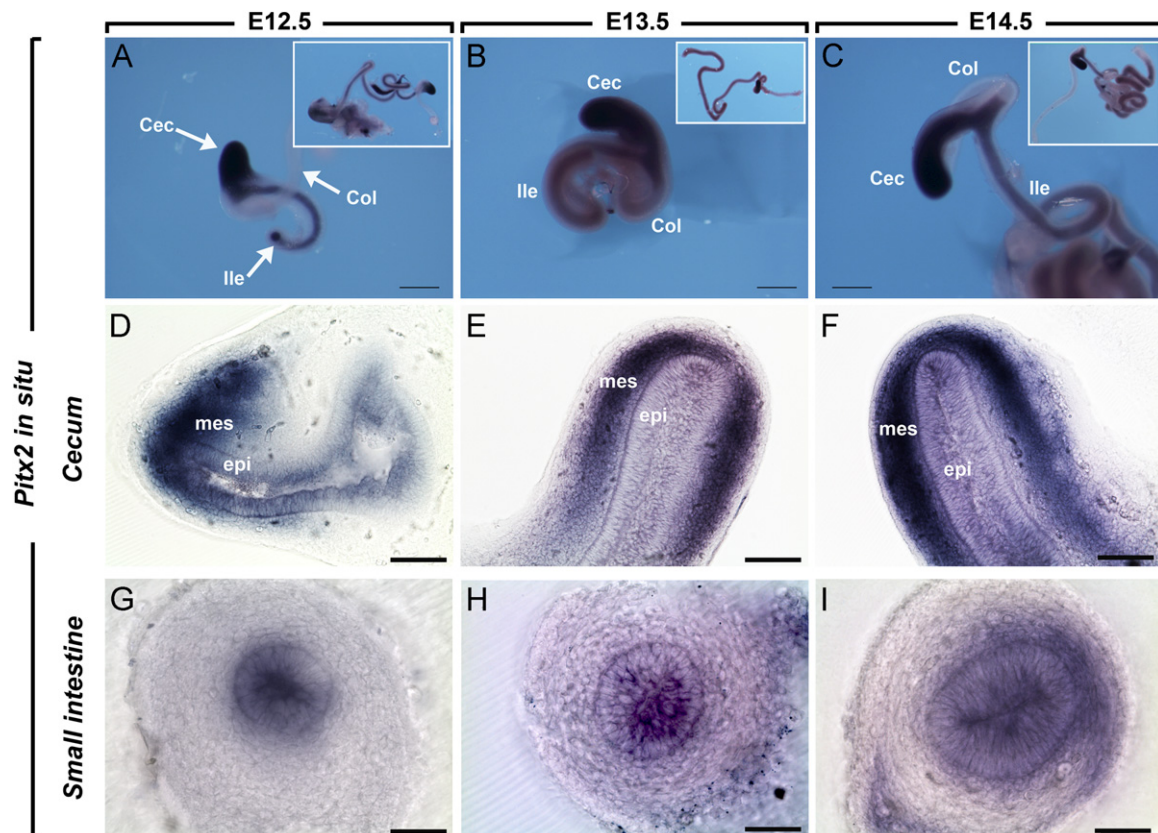 E12.5
E13.5
E14.5
A
Cec
Col
Ile
B
Cec
Ile
Col
C
Col
Cec
Ile
Pitx2 in situ
Cecum
D
mes
epi
E
mes
epi
F
mes
epi
Small intestine
G
H
I